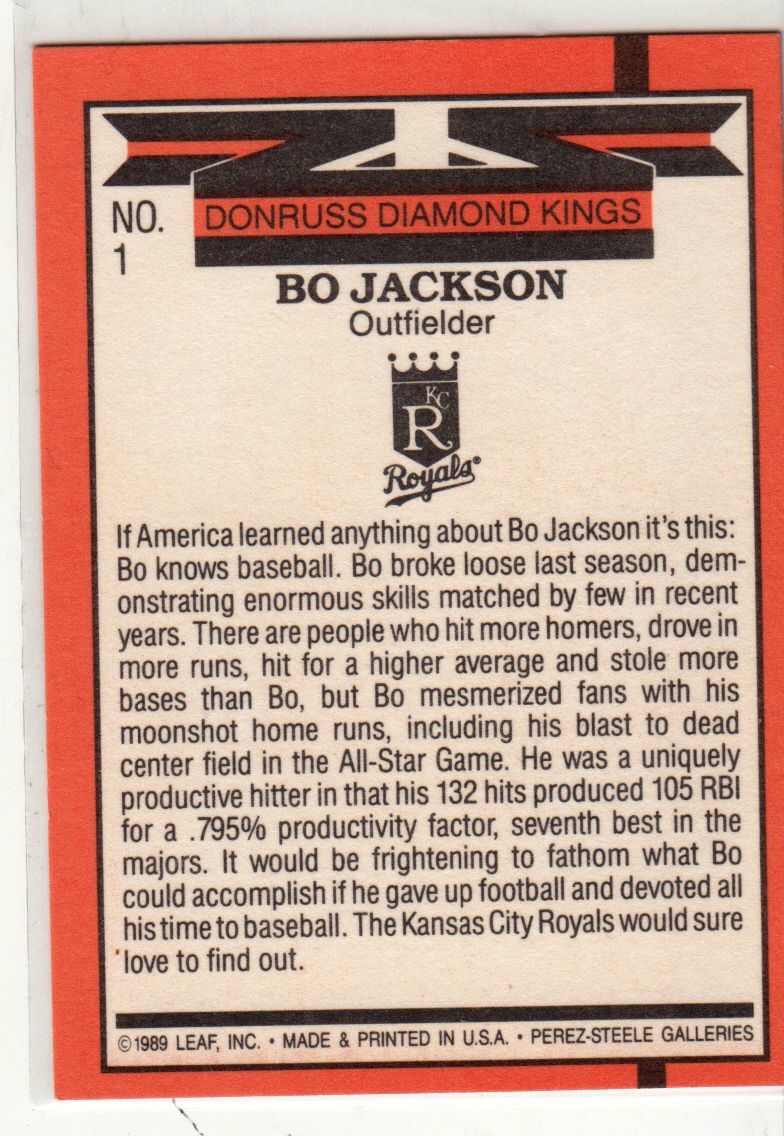 NO.
1
DONRUSS DIAMOND KINGS
BO JACKSON
Outfielder
KC
R
Royals®
If America learned anything about Bo Jackson it's this:
Bo knows baseball. Bo broke loose last season, dem-
onstrating enormous skills matched by few in recent
years. There are people who hit more homers, drove in
more runs, hit for a higher average and stole more
bases than Bo, but Bo mesmerized fans with his
moonshot home runs, including his blast to dead
center field in the All-Star Game. He was a uniquely
productive hitter in that his 132 hits produced 105 RBI
for a .795% productivity factor, seventh best in the
majors. It would be frightening to fathom what Bo
could accomplish if he gave up football and devoted all
his time to baseball. The Kansas City Royals would sure
love to find out.
©1989 LEAF, INC. • MADE & PRINTED IN U.S.A. • PEREZ-STEELE GALLERIES